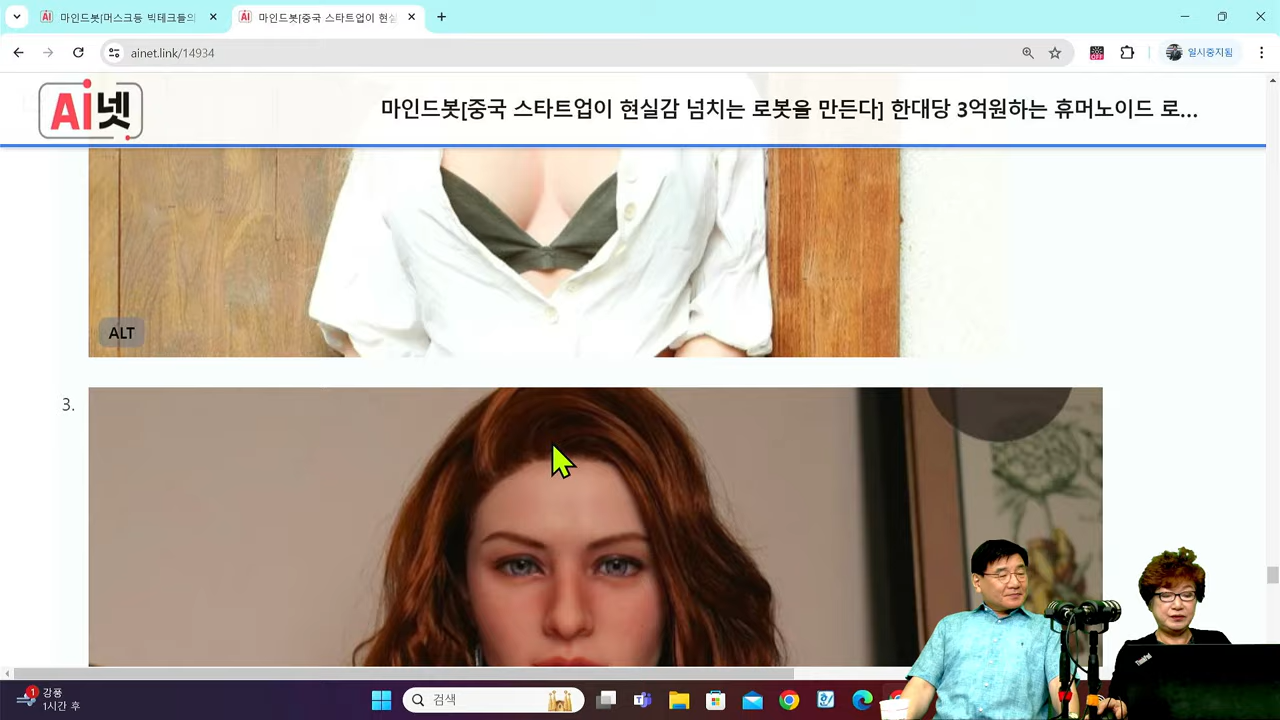 마인드봇[머스크등 빅테크들의
마인드봇[중국 스타트업이 현실
ainet.link/14934
OFF
일시중지됨
Ai넷
마인드봇[중국 스타트업이 현실감 넘치는 로봇을 만든다] 한대당 3억원하는 휴머노이드 로...
ALT
3.
ThinkPad
1
강풍
1시간 후
검색